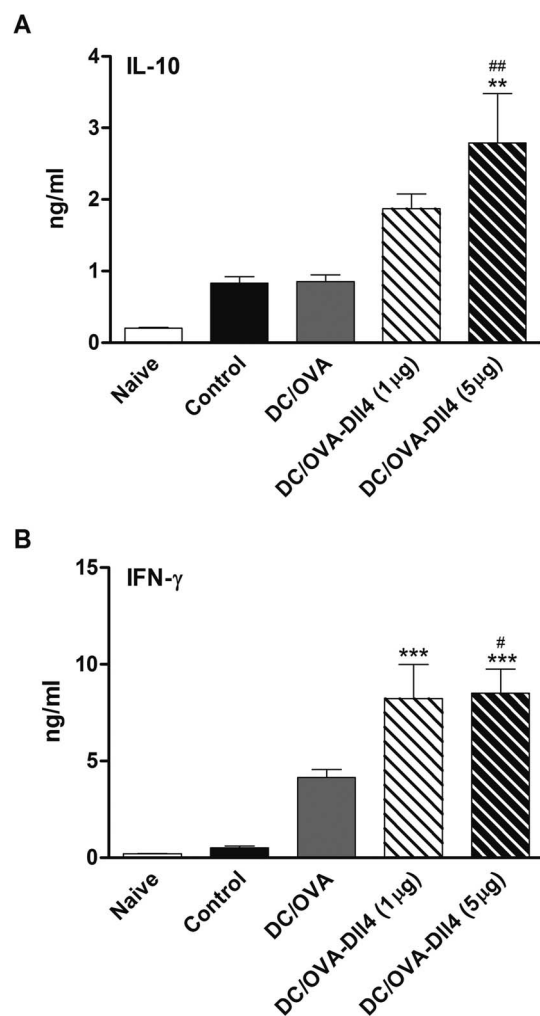 A
IL-10
4
3
2
1
0
ng/ml
##
**
Naive
Control
DC/OVA
DC/OVA-Dll4 (1μg)
DC/OVA-Dll4 (5μg)
B
IFN-γ
15
10
5
0
ng/ml
***
#
***
Naive
Control
DC/OVA
DC/OVA-Dll4 (1μg)
DC/OVA-Dll4 (5μg)